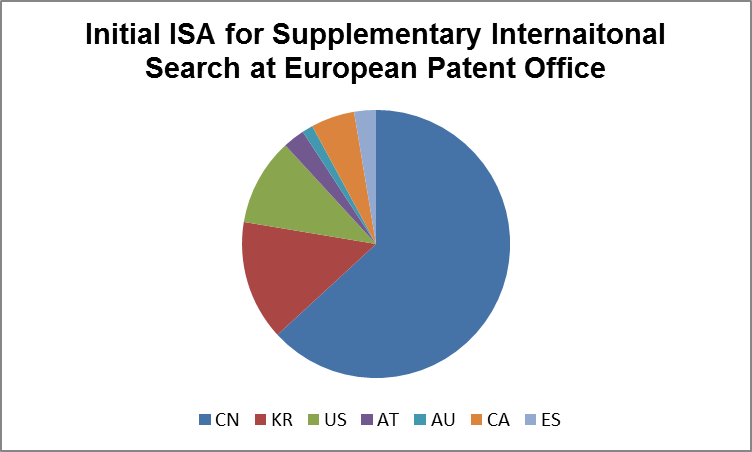 Initial ISA for Supplementary Internaitonal
Search at European Patent Office
CN KR US AT AU CA ES